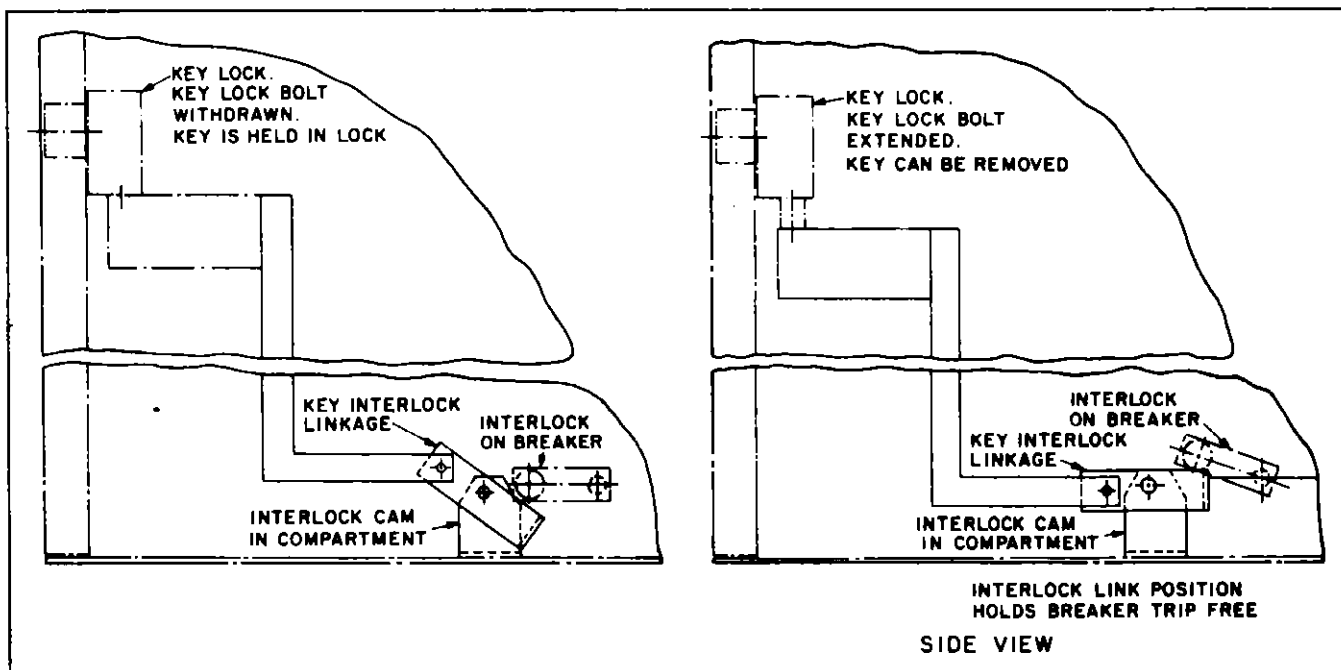 KEY LOCK.
KEY LOCK BOLT
WITHDRAWN.
KEY IS HELD IN LOCK
KEY INTERLOCK
LINKAGE
INTERLOCK
ON BREAKER
INTERLOCK CAM
IN COMPARTMENT
KEY LOCK.
KEY LOCK BOLT
EXTENDED.
KEY CAN BE REMOVED
INTERLOCK
ON BREAKER
KEY INTERLOCK
LINKAGE
INTERLOCK CAM
IN COMPARTMENT
INTERLOCK LINK POSITION
HOLDS BREAKER TRIP FREE
SIDE VIEW